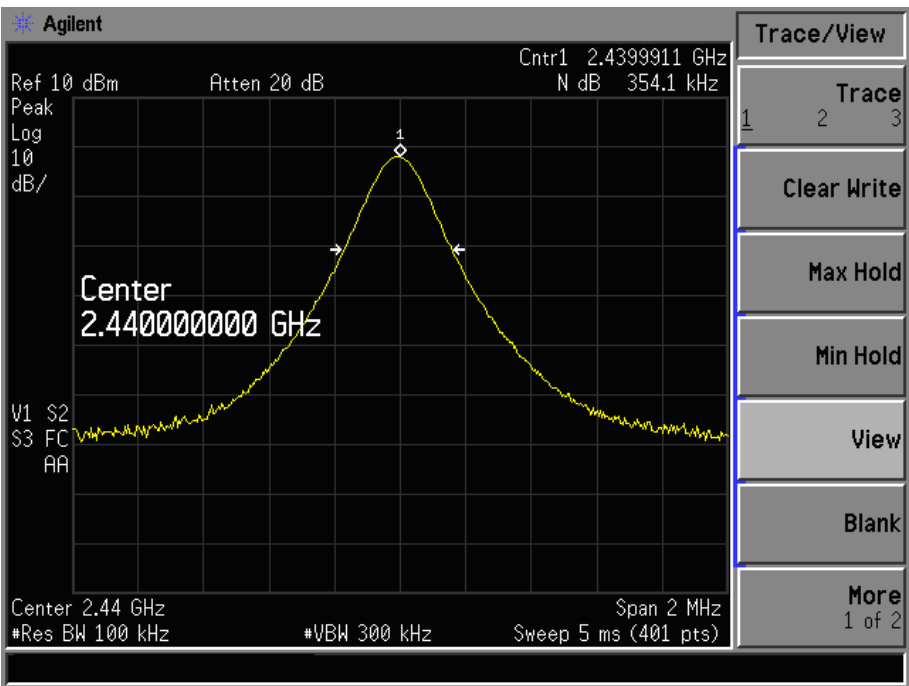 Agilent
Trace/View
Cntr1 2.4399911 GHz
Ref 10 dBm Atten 20 dB N dB 354.1 kHz
Peak
Log
10
dB/
1
Center
2.440000000 GHz
V1 S2
S3 FC
AA
Center 2.44 GHz Span 2 MHz
#Res BW 100 kHz #VBW 300 kHz Sweep 5 ms (401 pts)
Trace
1 2 3
Clear Write
Max Hold
Min Hold
View
Blank
More
1 of 2